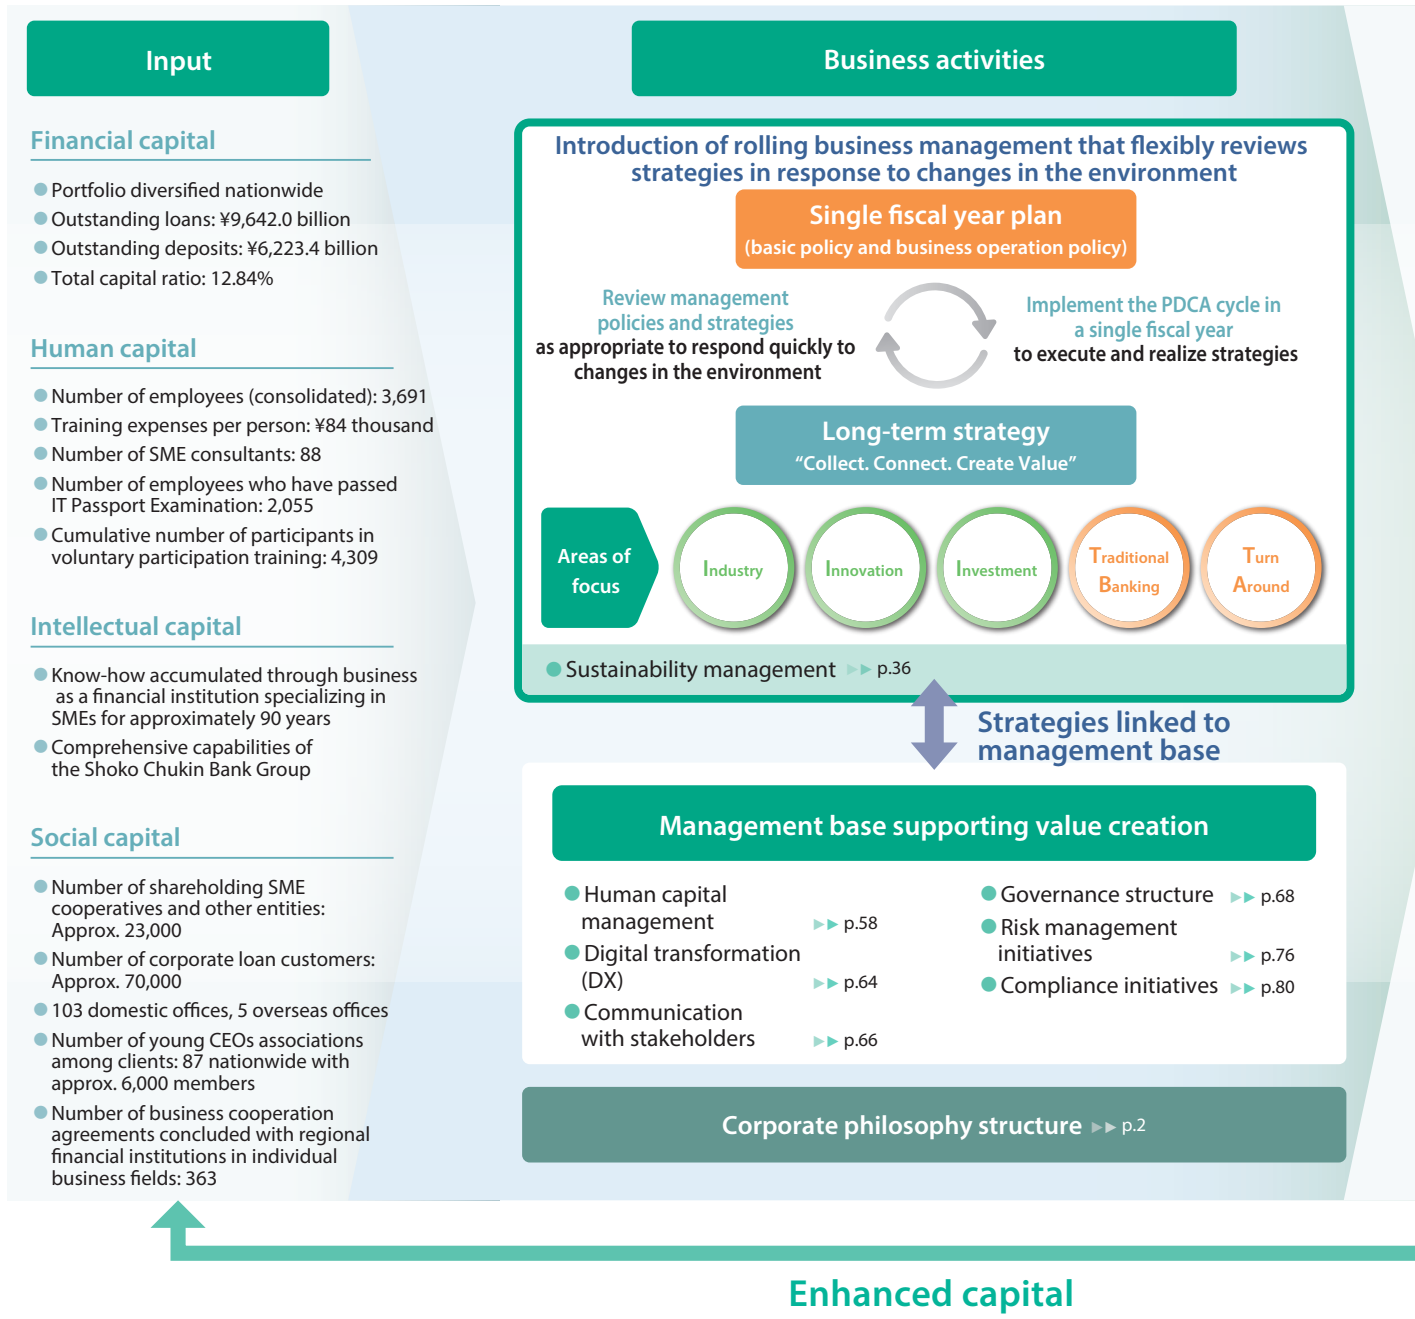 Input
Financial capital
Portfolio diversified nationwide
Outstanding loans: ¥9,642.0 billion
Outstanding deposits: ¥6,223.4 billion
Total capital ratio: 12.84%
Human capital
Number of employees (consolidated): 3,691
Training expenses per person: ¥84 thousand
Number of SME consultants: 88
Number of employees who have passed
IT Passport Examination: 2,055
Cumulative number of participants in
voluntary participation training: 4,309
Intellectual capital
Know-how accumulated through business
as a financial institution specializing in
SMEs for approximately 90 years
Comprehensive capabilities of
the Shoko Chukin Bank Group
Social capital
Number of shareholding SME
cooperatives and other entities:
Approx. 23,000
Number of corporate loan customers:
Approx. 70,000
103 domestic offices, 5 overseas offices
Number of young CEOs associations
among clients: 87 nationwide with
approx. 6,000 members
Number of business cooperation
agreements concluded with regional
financial institutions in individual
business fields: 363
Business activities
Introduction of rolling business management that flexibly reviews
strategies in response to changes in the environment
Single fiscal year plan
(basic policy and business operation policy)
Review management
policies and strategies
as appropriate to respond quickly to
changes in the environment
Implement the PDCA cycle in
a single fiscal year
to execute and realize strategies
Long-term strategy
“Collect. Connect. Create Value”
Areas of
focus
Industry
Innovation
Investment
Traditional
Banking
Turn
Around
Sustainability management p.36
Strategies linked to
management base
Management base supporting value creation
Human capital
management p.58
Digital transformation
(DX) p.64
Communication
with stakeholders p.66
Governance structure p.68
Risk management
initiatives p.76
Compliance initiatives p.80
Corporate philosophy structure p.2
Enhanced capital